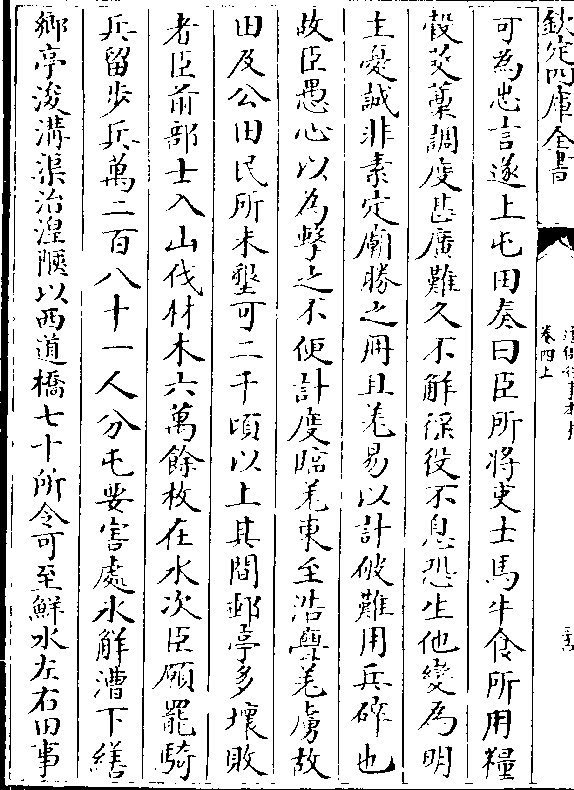 欽定四庫全書
卷四上
可為忠言遂上屯田奏曰臣所將吏士馬牛食所用糧
穀茭藁調度甚廣難久不解徭役不息恐生他變為明
主憂誠非素定廟勝之冊且羌易以計破難用兵碎也
故臣愚心以為擊之不便計度臨羌東至浩亹羌虜故
田及公田民所未墾可二千頃以上其間郵亭多壞敗
者臣前部士入山伐材木六萬餘枚在水次臣願罷騎
兵留步兵萬二百八十一人分屯要害處氷解漕下繕
鄉亭浚溝渠治湟陿以西道橋七十所令可至鮮水左右田事